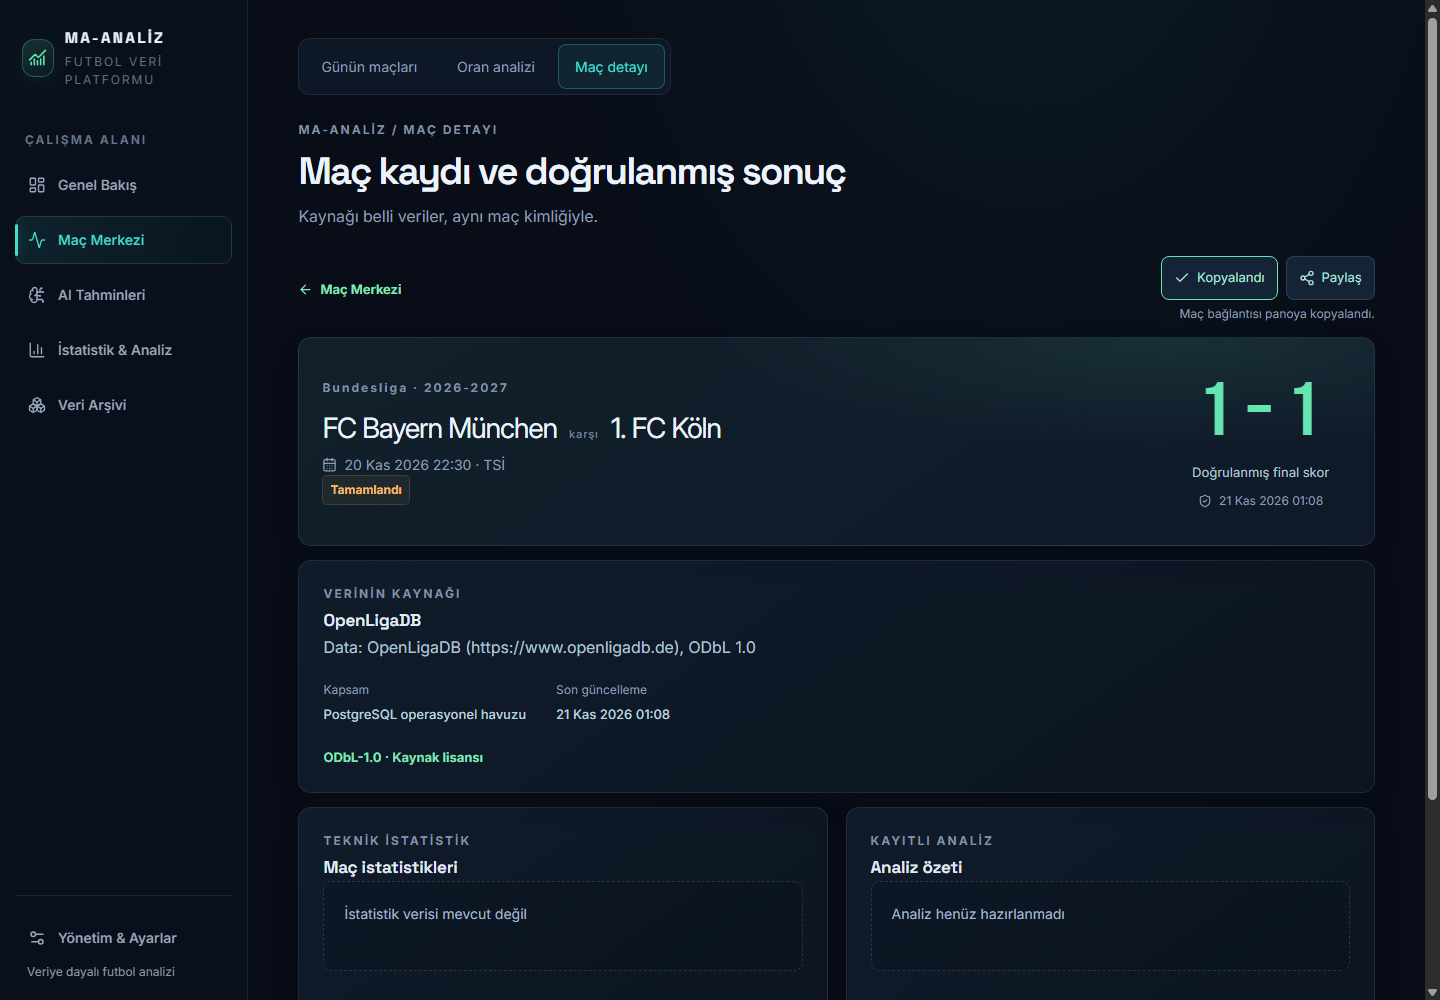 MA-ANALİZ
FUTBOL VERİ
PLATFORMU
ÇALIŞMA ALANI
Genel Bakış
Maç Merkezi
AI Tahminleri
İstatistik & Analiz
Veri Arşivi
Yönetim & Ayarlar
Veriye dayalı futbol analizi
Günün maçları
Oran analizi
Maç detayı
MA-ANALİZ / MAÇ DETAYI
Maç kaydı ve doğrulanmış sonuç
Kaynağı belli veriler, aynı maç kimliğiyle.
Maç Merkezi
Kopyalandı
Paylaş
Maç bağlantısı panoya kopyalandı.
Bundesliga · 2026-2027
FC Bayern München karşı 1. FC Köln
20 Kas 2026 22:30 · TSİ
Tamamlandı
1 - 1
Doğrulanmış final skor
21 Kas 2026 01:08
VERİNİN KAYNAĞI
OpenLigaDB
Data: OpenLigaDB (https://www.openligadb.de), ODbL 1.0
Kapsam
PostgreSQL operasyonel havuzu
Son güncelleme
21 Kas 2026 01:08
ODbL-1.0 · Kaynak lisansı
TEKNİK İSTATİSTİK
Maç istatistikleri
İstatistik verisi mevcut değil
KAYITLI ANALİZ
Analiz özeti
Analiz henüz hazırlanmadı